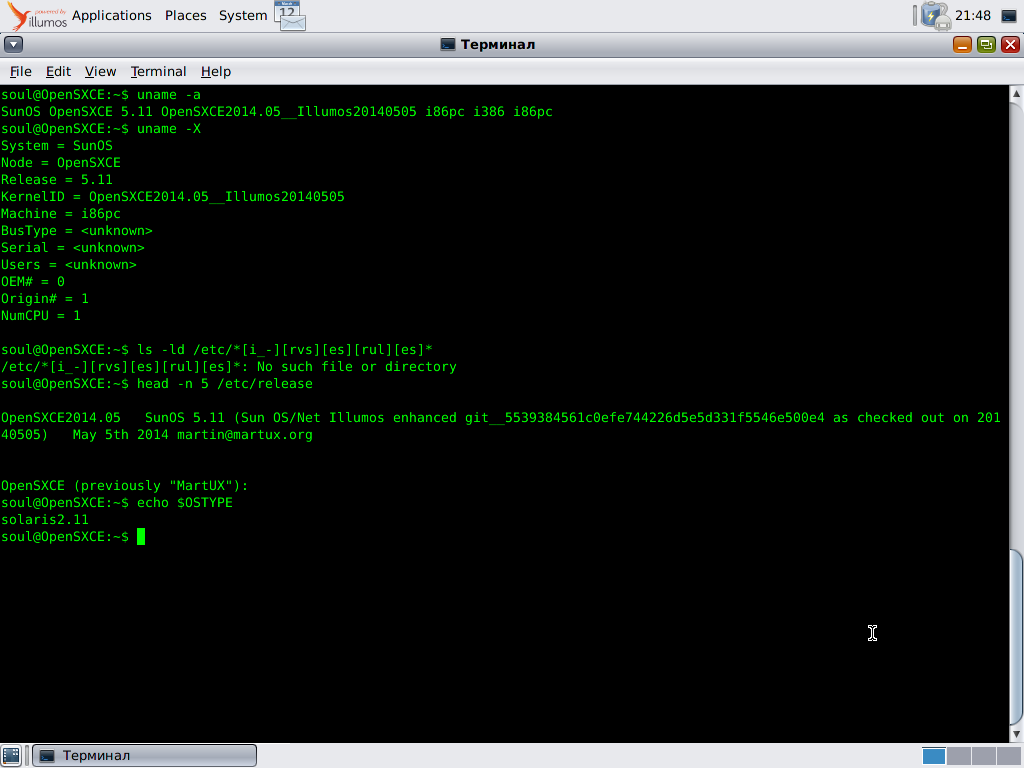 powered by
illumos Applications Places System March 12 21:48
Терминал
File Edit View Terminal Help
soul@OpenSXCE:~$ uname -a
SunOS OpenSXCE 5.11 OpenSXCE2014.05__Illumos20140505 i86pc i386 i86pc
soul@OpenSXCE:~$ uname -X
System = SunOS
Node = OpenSXCE
Release = 5.11
KernelID = OpenSXCE2014.05__Illumos20140505
Machine = i86pc
BusType = <unknown>
Serial = <unknown>
Users = <unknown>
OEM# = 0
Origin# = 1
NumCPU = 1
soul@OpenSXCE:~$ ls -ld /etc/*[i_-][rvs][es][rul][es]*
/etc/*[i_-][rvs][es][rul][es]*: No such file or directory
soul@OpenSXCE:~$ head -n 5 /etc/release
OpenSXCE2014.05   SunOS 5.11 (Sun OS/Net Illumos enhanced git__5539384561c0efe744226d5e5d331f5546e500e4 as checked out on 201
40505)   May 5th 2014 martin@martux.org
OpenSXCE (previously "MartUX"):
soul@OpenSXCE:~$ echo $OSTYPE
solaris2.11
soul@OpenSXCE:~$
Терминал